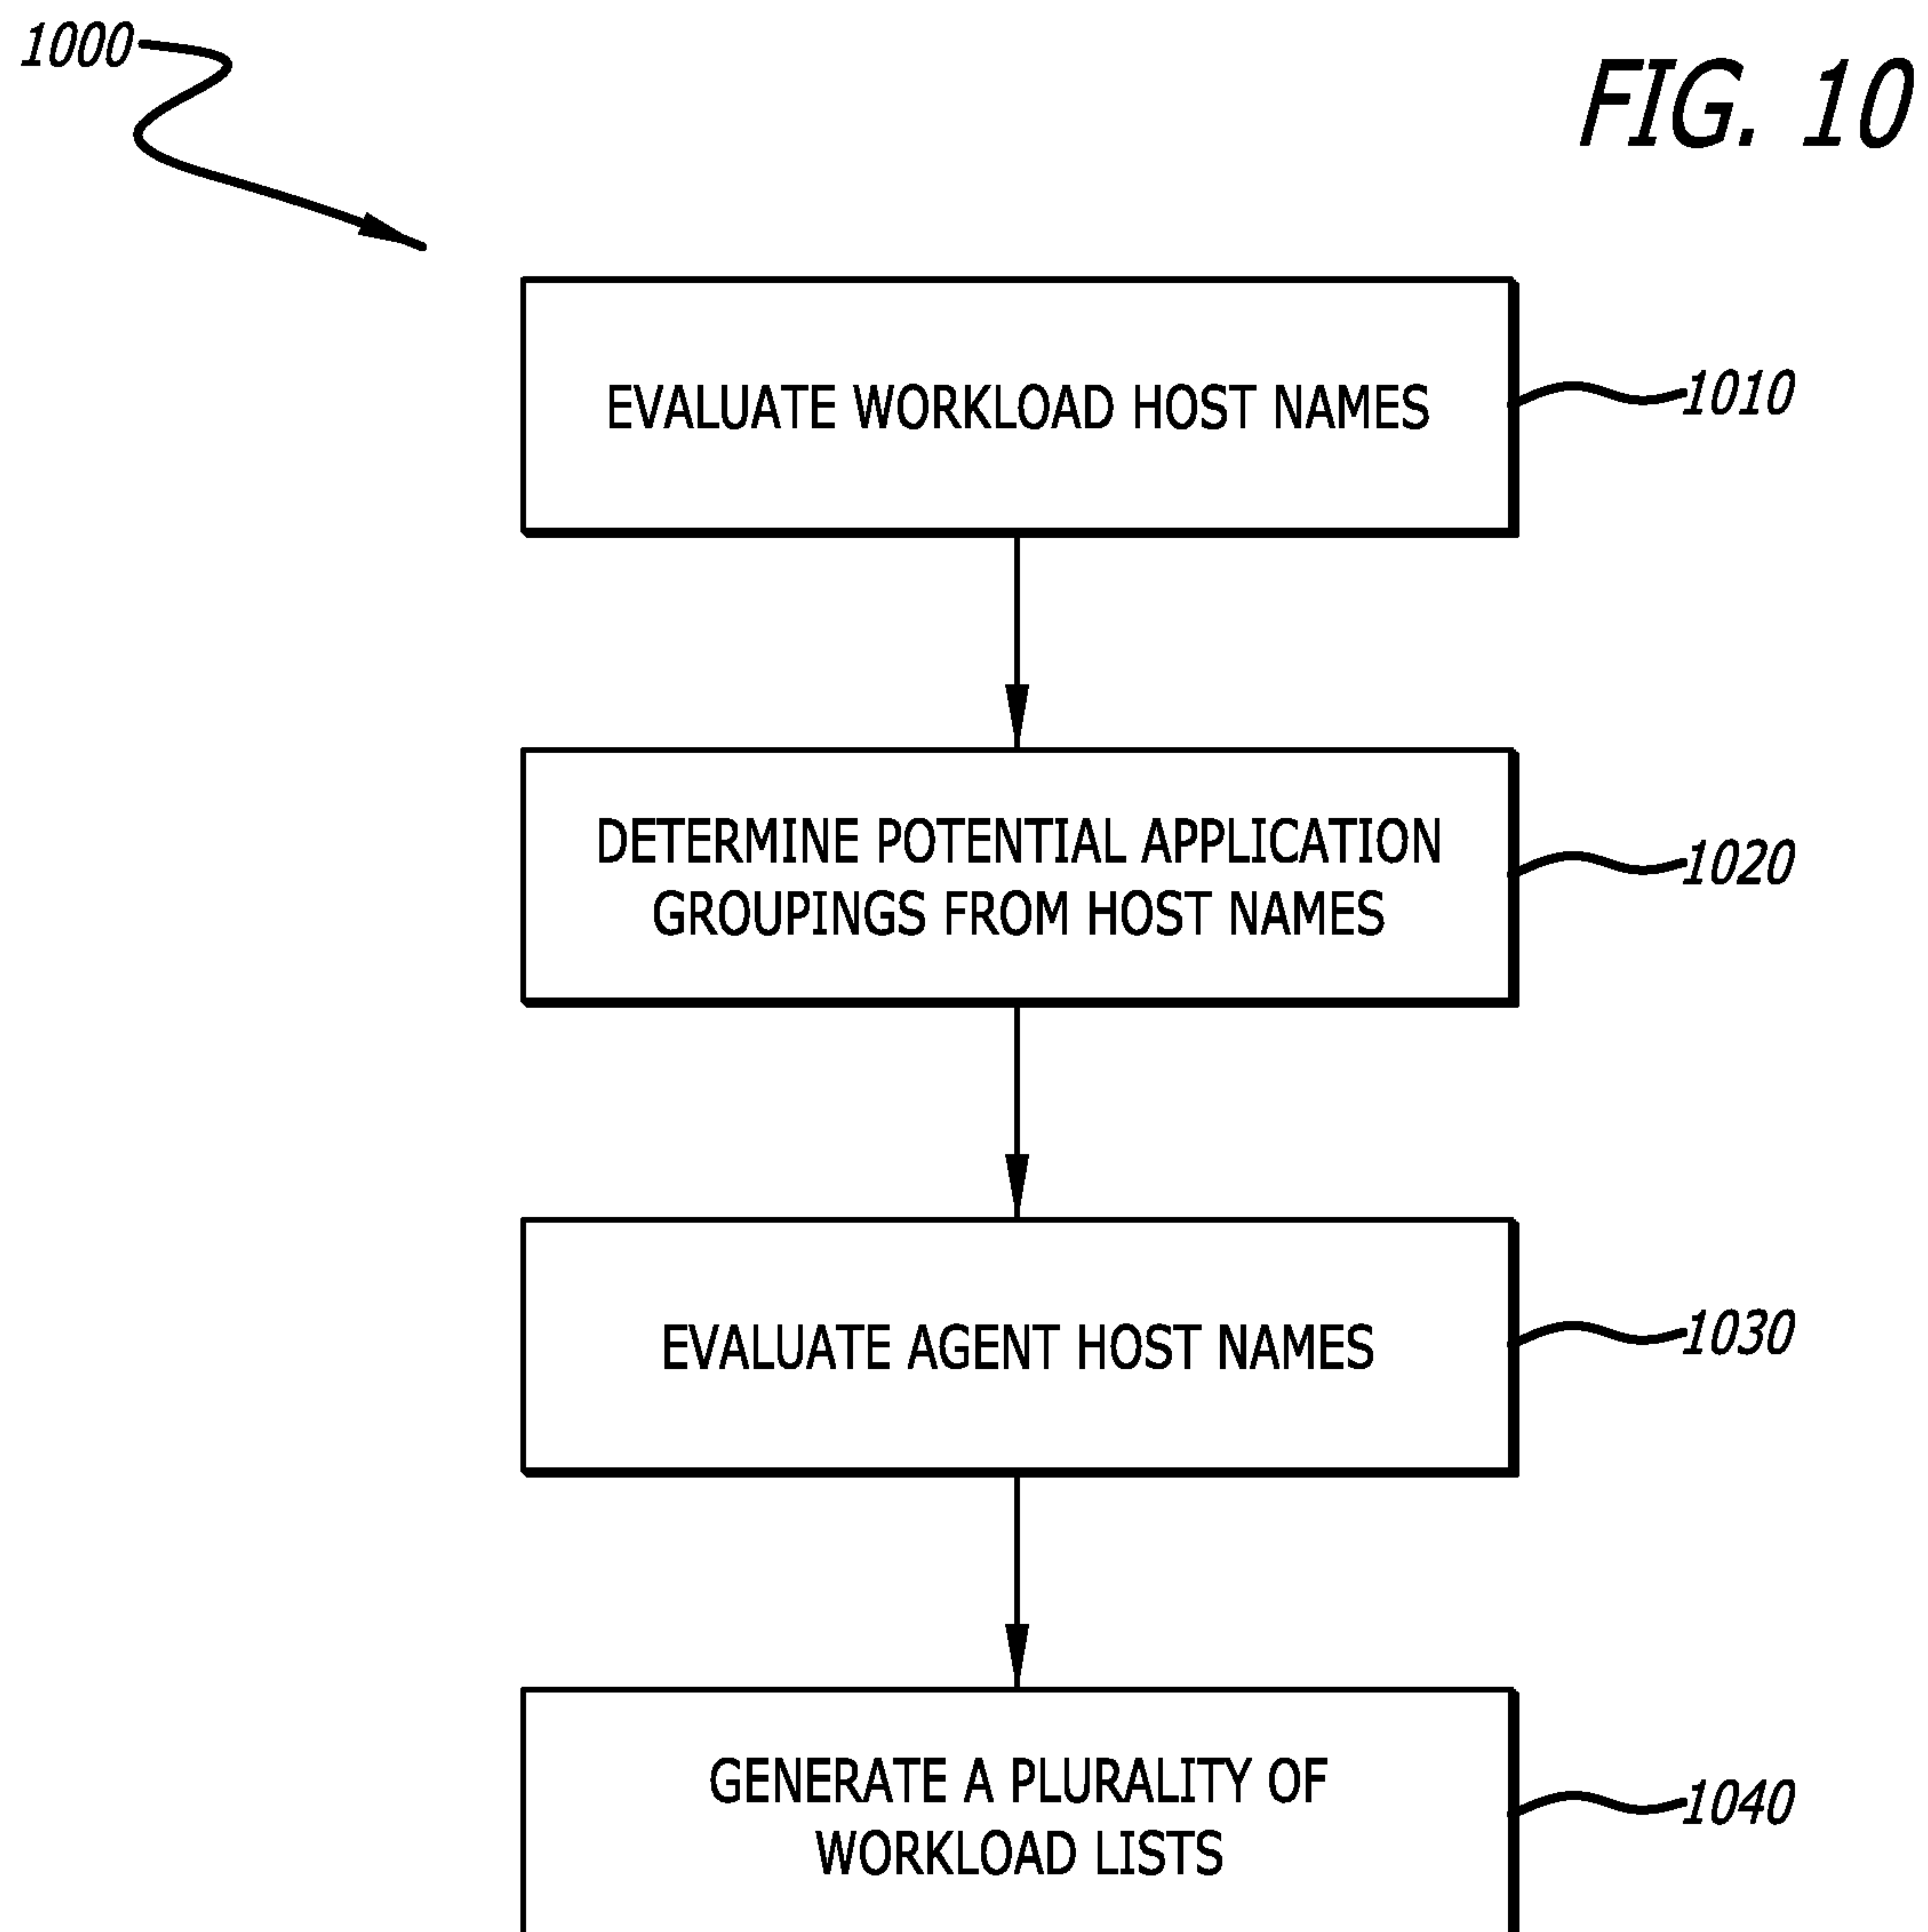 1000
FIG. 10
EVALUATE WORKLOAD HOST NAMES
1010
DETERMINE POTENTIAL APPLICATION
GROUPINGS FROM HOST NAMES
1020
EVALUATE AGENT HOST NAMES
1030
GENERATE A PLURALITY OF
WORKLOAD LISTS
1040